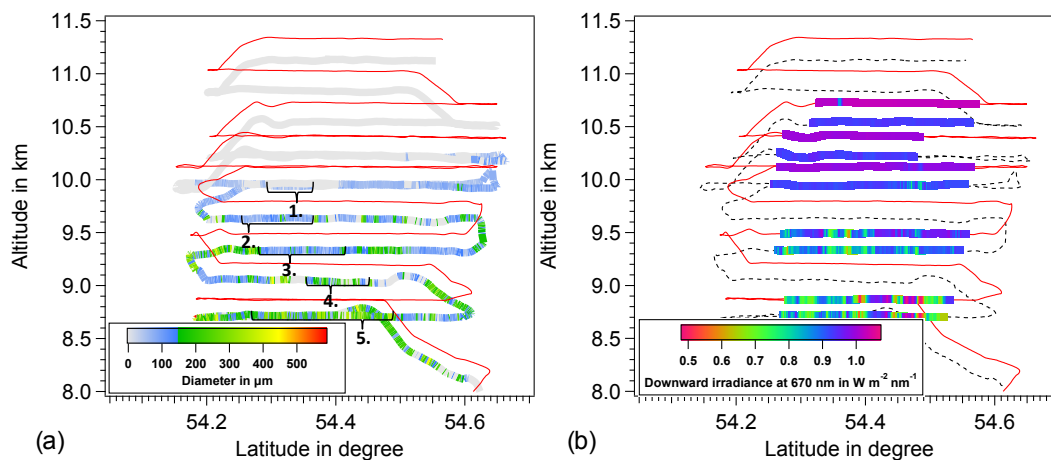 11.5
11.0
10.5
10.0
9.5
9.0
8.5
8.0
Altitude in km
1.
2.
3.
4.
5.
0 100 200 300 400 500
Diameter in µm
54.2 54.4 54.6
Latitude in degree
(a)
11.5
11.0
10.5
10.0
9.5
9.0
8.5
8.0
Altitude in km
0.5 0.6 0.7 0.8 0.9 1.0
Downward irradiance at 670 nm in W m⁻² nm⁻¹
54.2 54.4 54.6
Latitude in degree
(b)